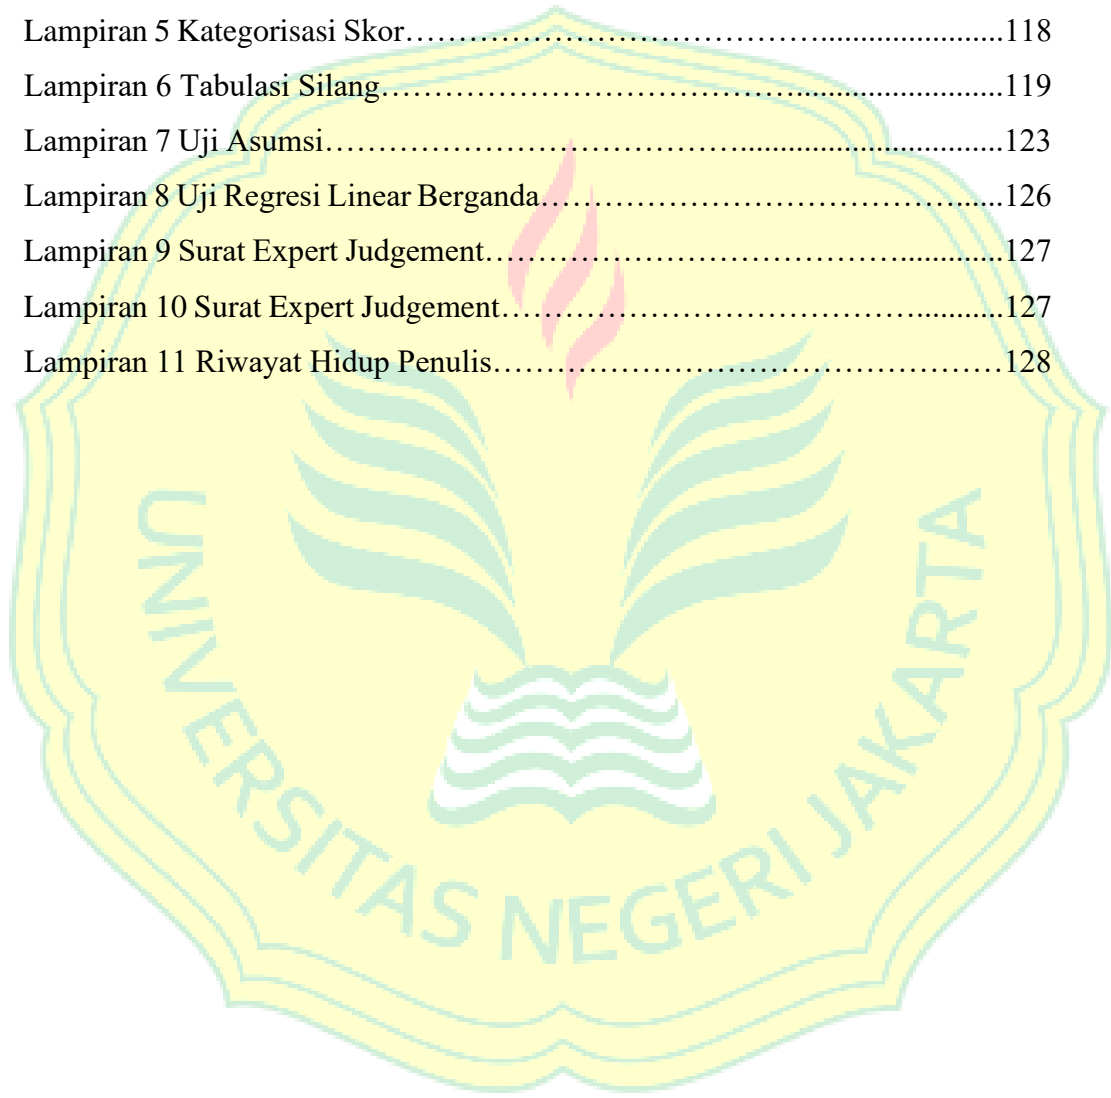 Lampiran 5 Kategorisasi Skor…………………………………….......................118
Lampiran 6 Tabulasi Silang…………………………………….........................119
Lampiran 7 Uji Asumsi…………………………………..............................123
Lampiran 8 Uji Regresi Linear Berganda…………………………………….....126
Lampiran 9 Surat Expert Judgement……………………………………............127
Lampiran 10 Surat Expert Judgement……………………………………..........127
Lampiran 11 Riwayat Hidup Penulis…………………………………………128
UNIVERSITAS NEGERI JAKARTA